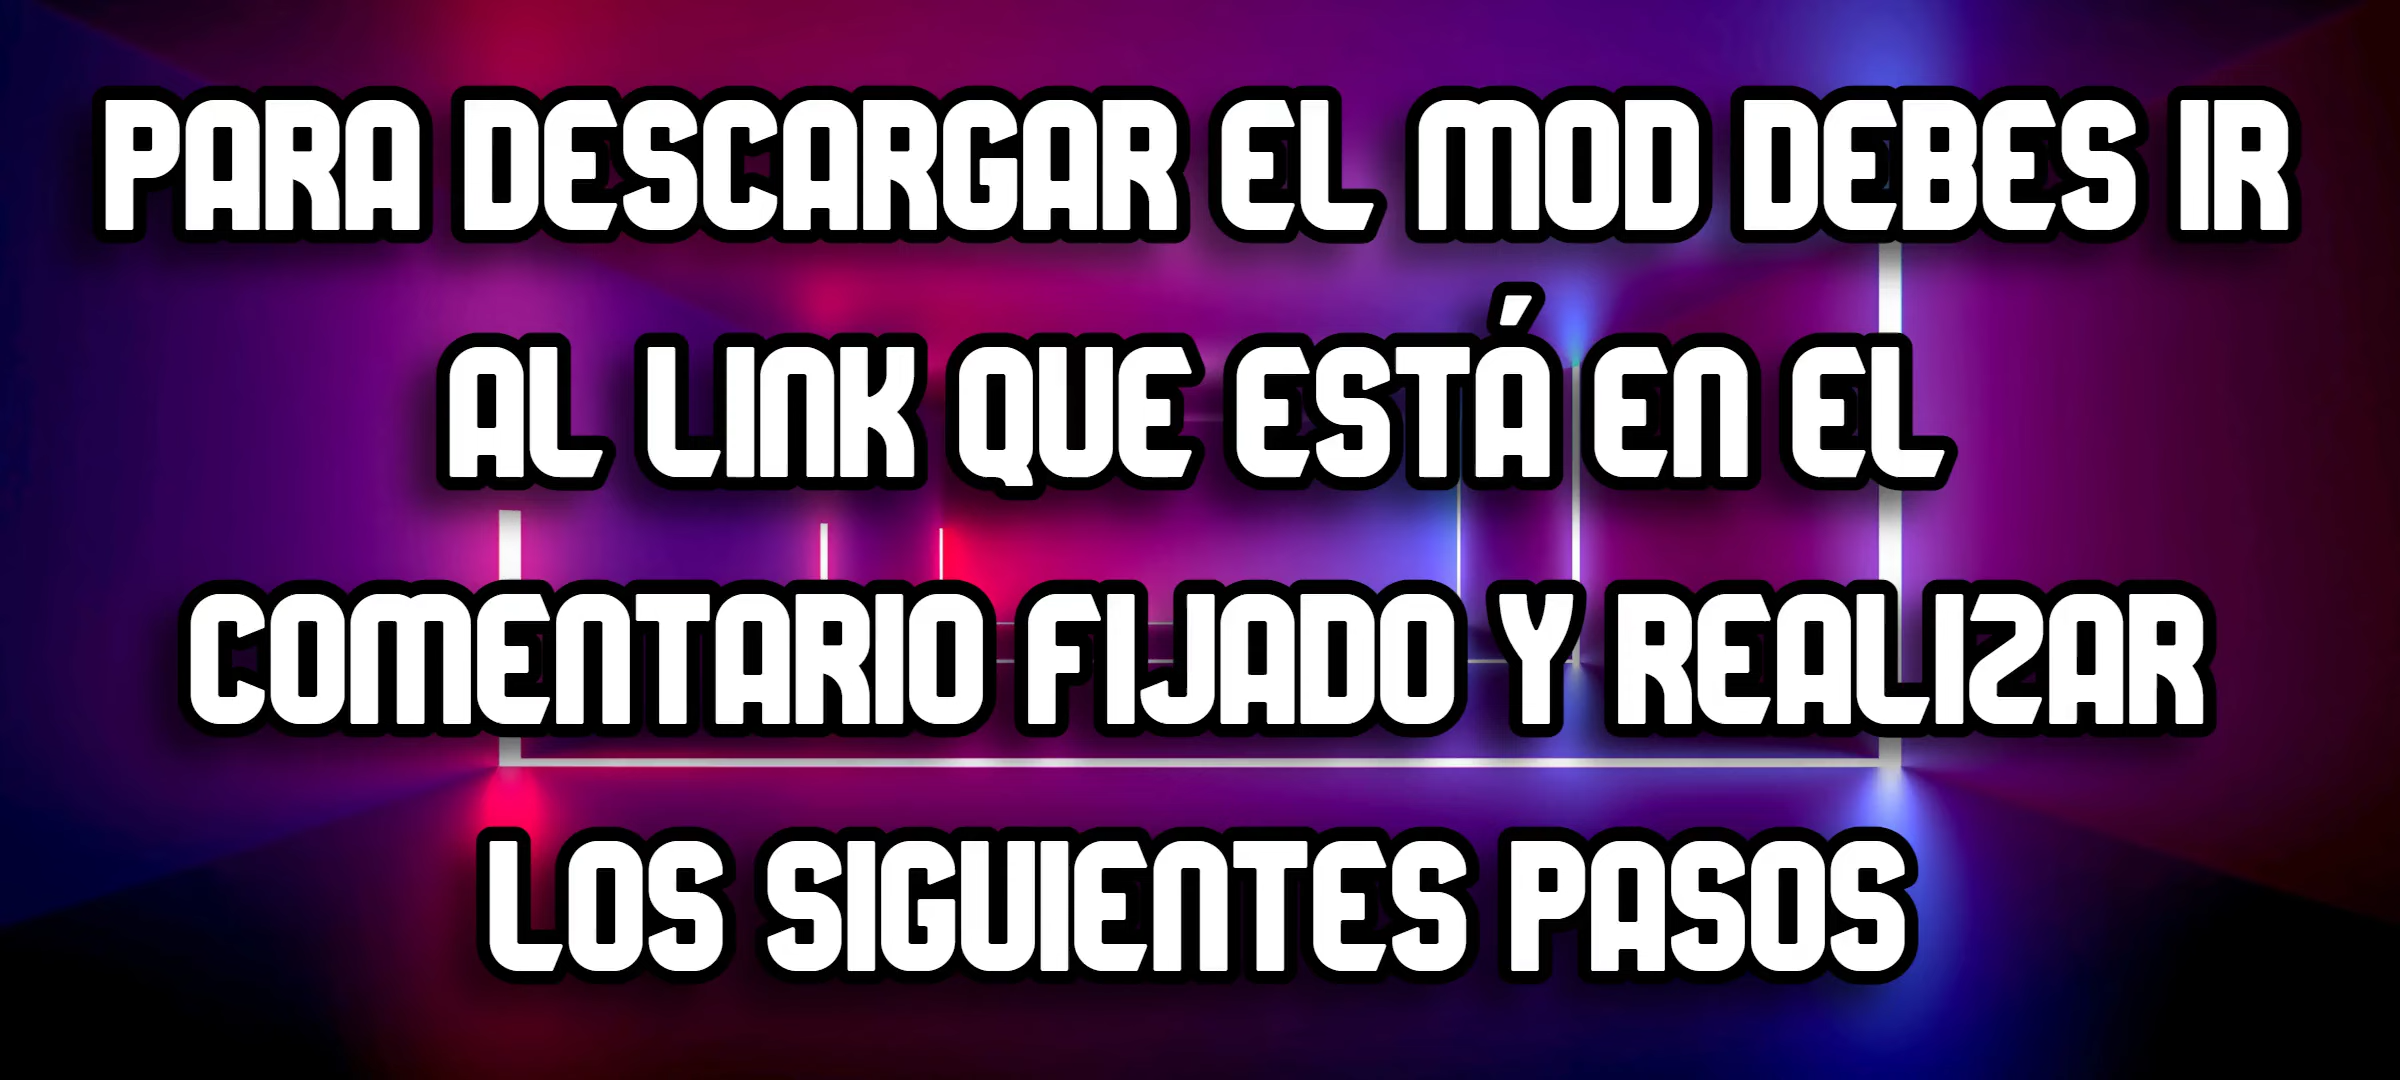 PARA DESCARGAR EL MOD DEBES IR
AL LINK QUE ESTÁ EN EL
COMENTARIO FIJADO Y REALIZAR
LOS SIGUIENTES PASOS